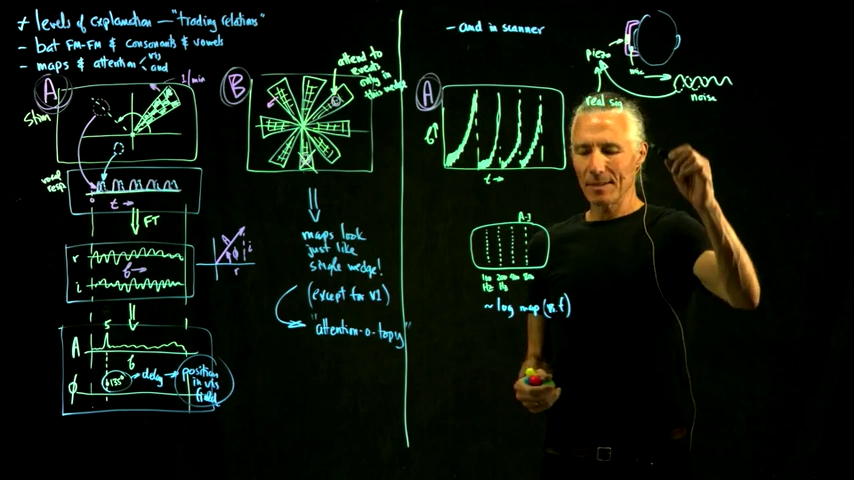 + levels of explanation — "trading relations"
- bat FM-FM & consonants & vowels
- maps & attention < vis
and
A
1/min
Stim
voxel
resp.
0
t →
FT
r
i
f →
i
r
ϕ
5
A
f
ϕ
+135°
→ delay →
position
in vis
field
B
attend to
events
only in
this wedge
maps look
just like
single wedge!
(except for v1)
"attention-o-topy"
- aud in scanner
piezo
mic
noise
real sig
A
f↑
t →
A-I
100
Hz
200
Hz
400
800
~ log map (vs. f)